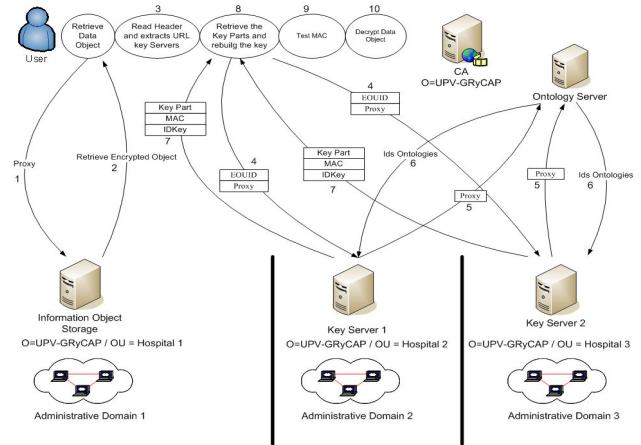 3
8
9
10
Retrieve
Data
Object
Read Header
and extracts URL
key Servers
Retrieve the
Key Parts and
rebuilg the key
Test MAC
Decrypt Data
Object
User
CA
O=UPV-GRyCAP
Ontology Server
4
EOUID
Proxy
Key Part
MAC
IDKey
7
Proxy
1
Retrieve Encrypted Object
2
4
EOUID
Proxy
Key Part
MAC
IDKey
7
Ids Ontologies
6
Proxy
5
Proxy
5
Ids Ontologies
6
Information Object
Storage
O=UPV-GRyCAP / OU = Hospital 1
Key Server 1
O=UPV-GRyCAP / OU = Hospital 2
Key Server 2
O=UPV-GRyCAP / OU = Hospital 3
Administrative Domain 1
Administrative Domain 2
Administrative Domain 3